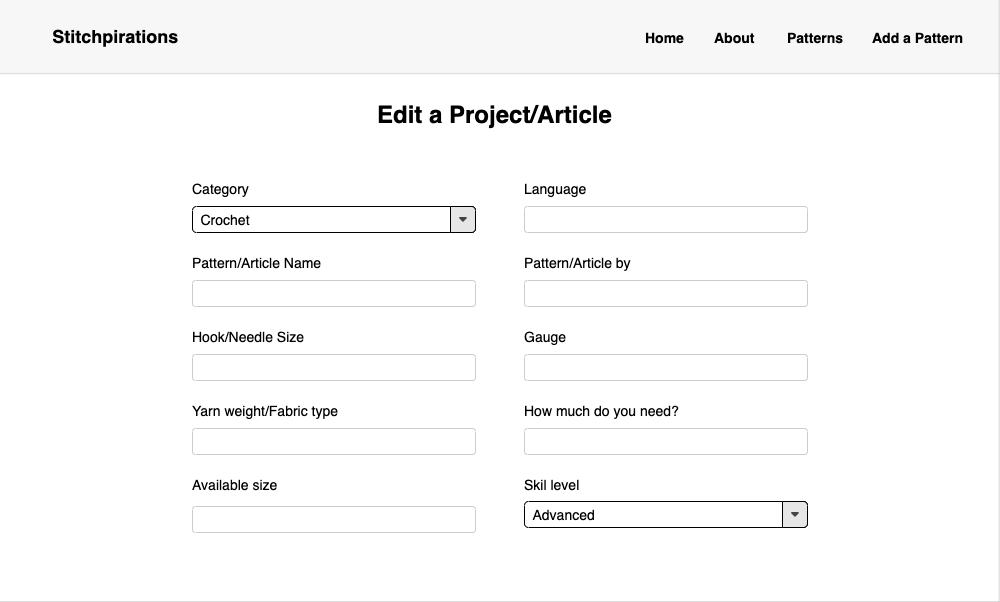 Stitchpirations
Home About Patterns Add a Pattern
Edit a Project/Article
Category
Crochet
Language
Pattern/Article Name
Pattern/Article by
Hook/Needle Size
Gauge
Yarn weight/Fabric type
How much do you need?
Available size
Skil level
Advanced